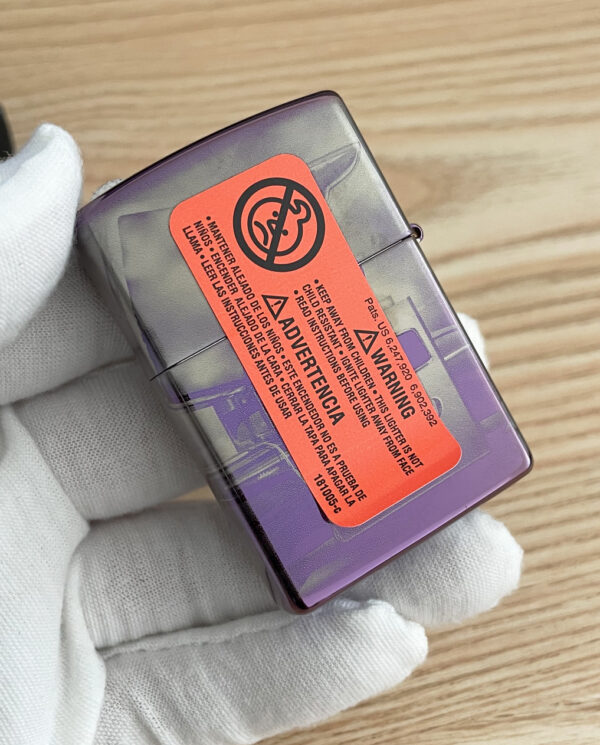 • MANTENER ALEJADO DE LOS NIÑOS • ESTE ENCENDEDOR NO ES A PRUEBA DE
NIÑOS • ENCENDER ALEJADO DE LA CARA • CERRAR LA TAPA PARA APAGAR LA
LLAMA • LEER LAS INSTRUCCIONES ANTES DE USAR
ADVERTENCIA
181005-c
Pats. US 6,247,920 6,902,392
WARNING
• KEEP AWAY FROM CHILDREN • THIS LIGHTER IS NOT
CHILD RESISTANT • IGNITE LIGHTER AWAY FROM FACE
• READ INSTRUCTIONS BEFORE USING